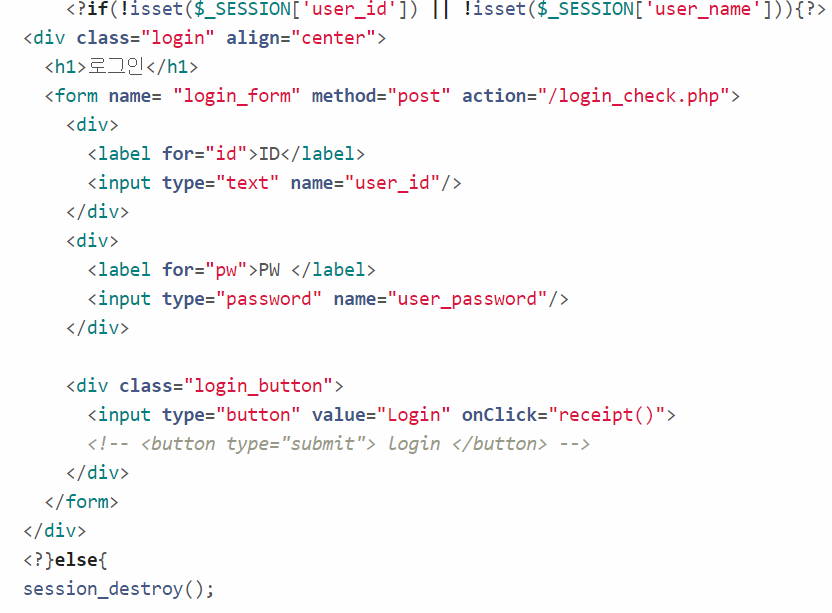 <?if(!isset($_SESSION['user_id']) || !isset($_SESSION['user_name'])){?>
<div class="login" align="center">
<h1>로그인</h1>
<form name= "login_form" method="post" action="/login_check.php">
<div>
<label for="id">ID</label>
<input type="text" name="user_id"/>
</div>
<div>
<label for="pw">PW </label>
<input type="password" name="user_password"/>
</div>
<div class="login_button">
<input type="button" value="Login" onClick="receipt()">
<!-- <button type="submit"> login </button> -->
</div>
</form>
</div>
<?}else{
session_destroy();